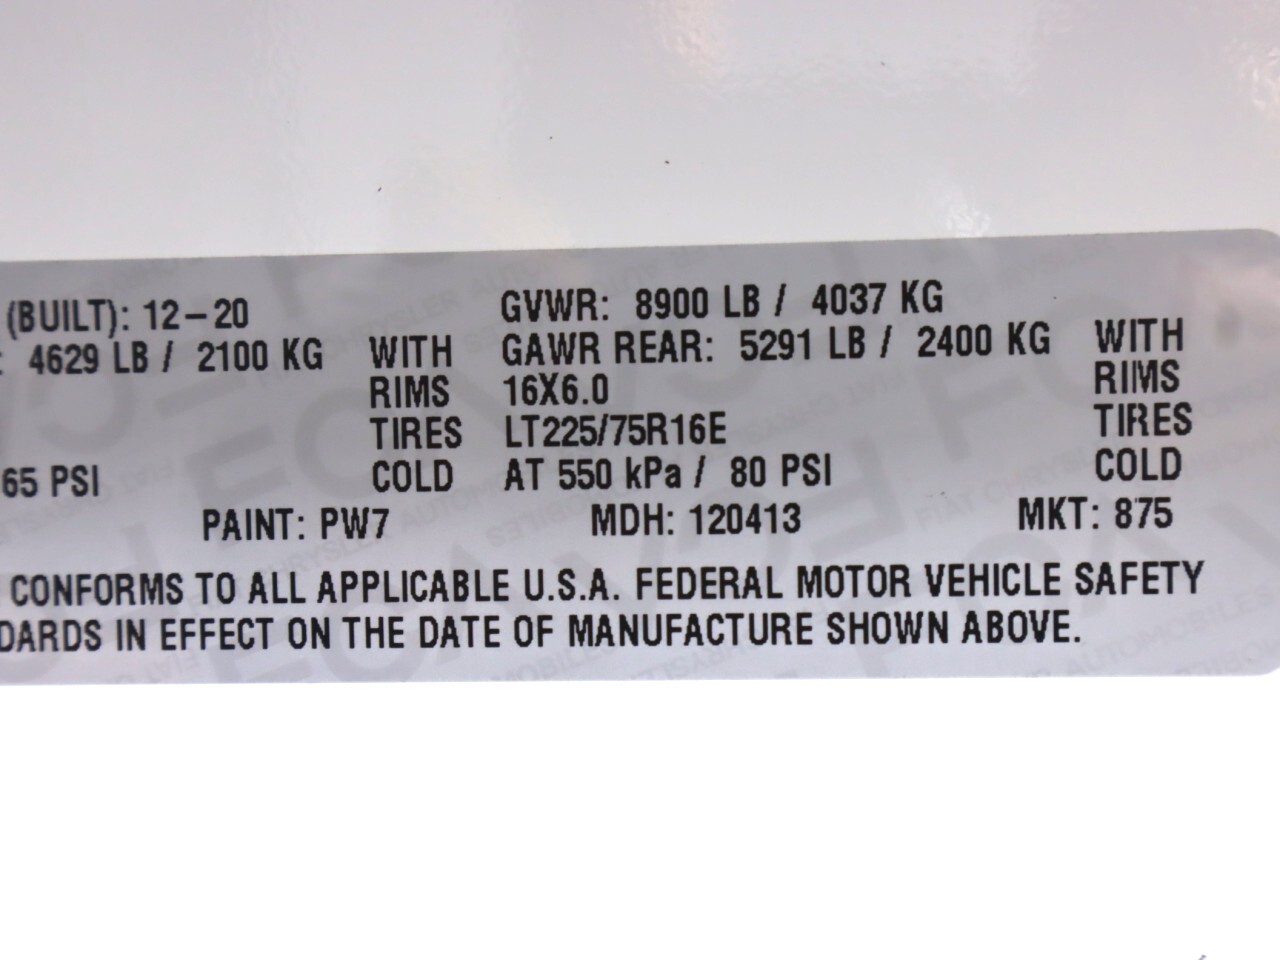 (BUILT): 12-20 GVWR: 8900 LB / 4037 KG
: 4629 LB / 2100 KG WITH GAWR REAR: 5291 LB / 2400 KG WITH
RIMS 16X6.0 RIMS
TIRES LT225/75R16E TIRES
65 PSI COLD AT 550 kPa / 80 PSI COLD
PAINT: PW7 MDH: 120413 MKT: 875
CONFORMS TO ALL APPLICABLE U.S.A. FEDERAL MOTOR VEHICLE SAFETY
DARDS IN EFFECT ON THE DATE OF MANUFACTURE SHOWN ABOVE.